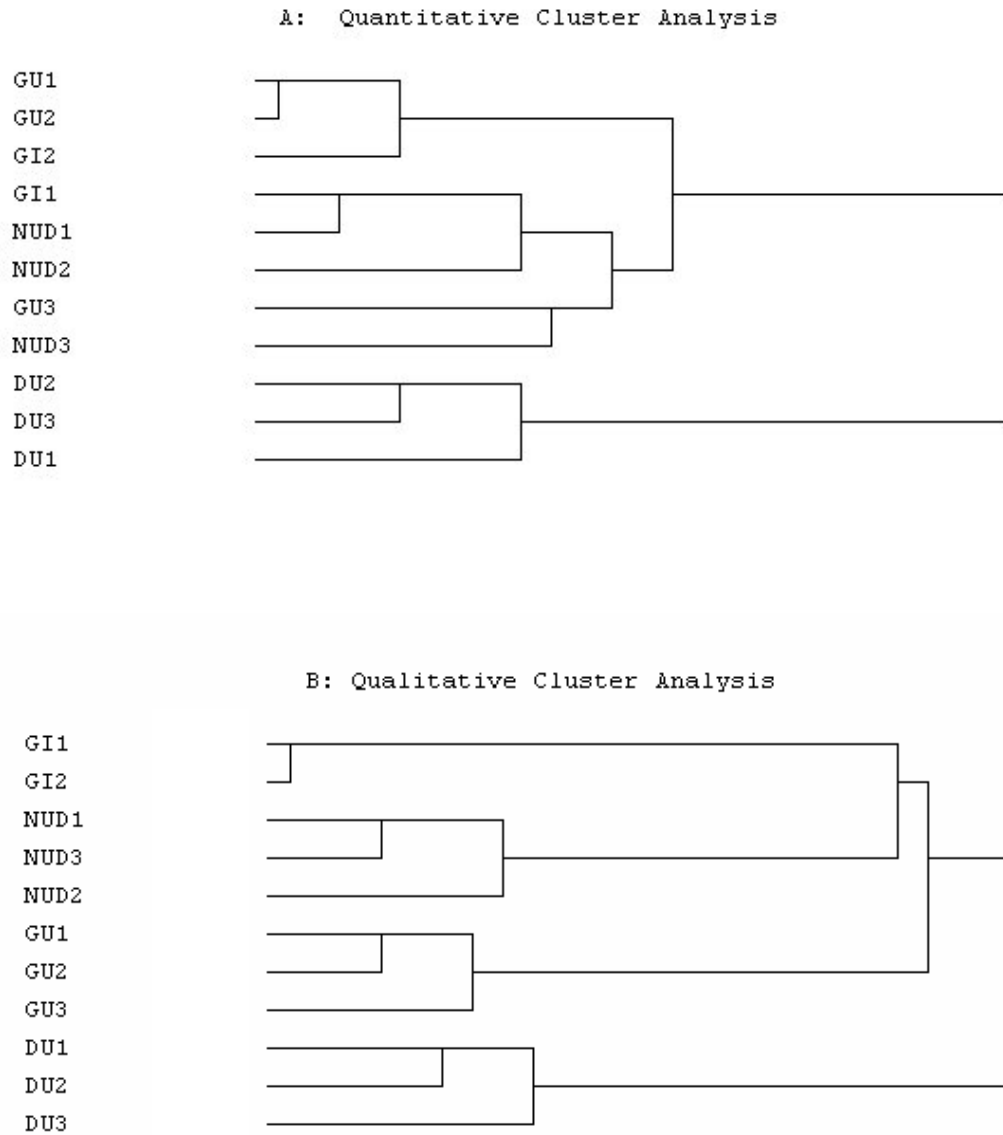 A: Quantitative Cluster Analysis
GU1
GU2
GI2
GI1
NUD1
NUD2
GU3
NUD3
DU2
DU3
DU1
B: Qualitative Cluster Analysis
GI1
GI2
NUD1
NUD3
NUD2
GU1
GU2
GU3
DU1
DU2
DU3